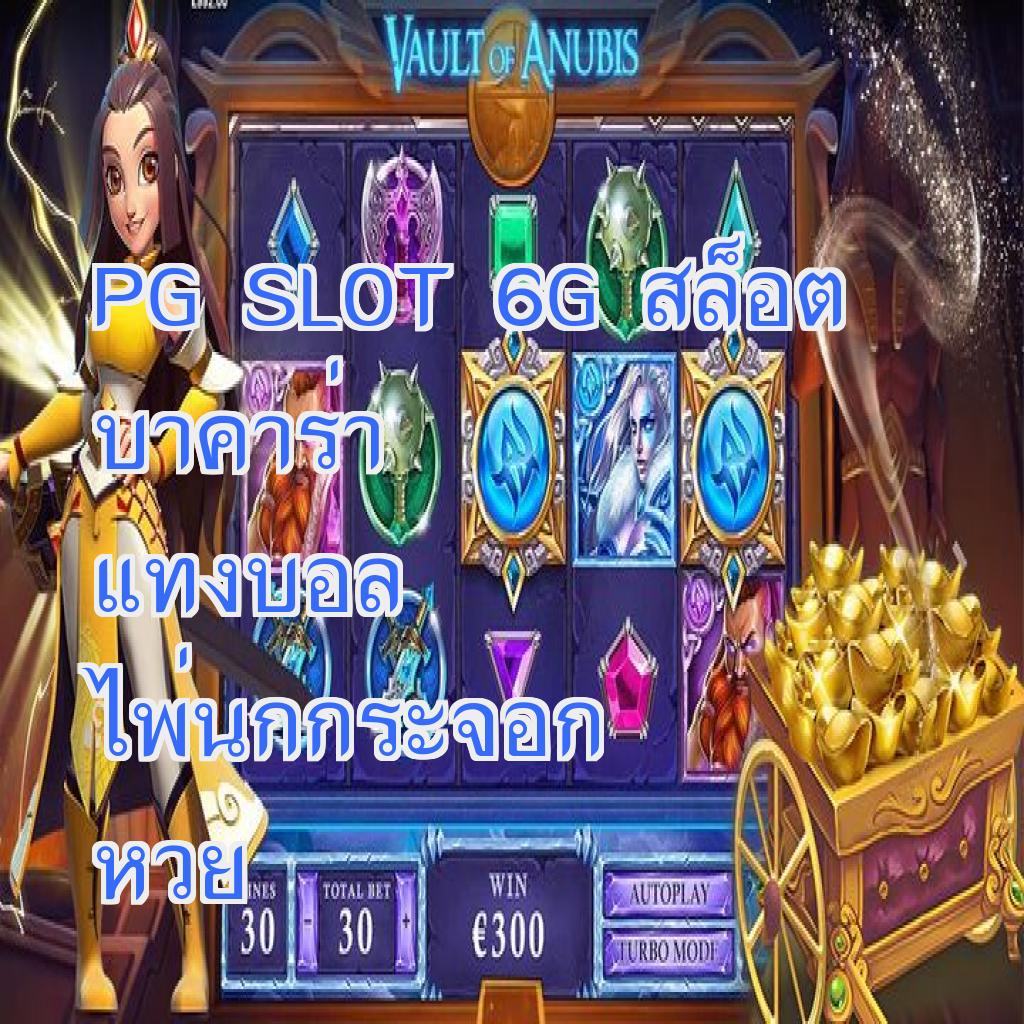 VAULT OF ANUBIS
PG SLOT 6G สล็อต
บาคาร่า
แทงบอล
ไพ่นกกระจอก
หวย
TOTAL BET
WIN
AUTOPLAY
30
30
€300
TURBO MODE